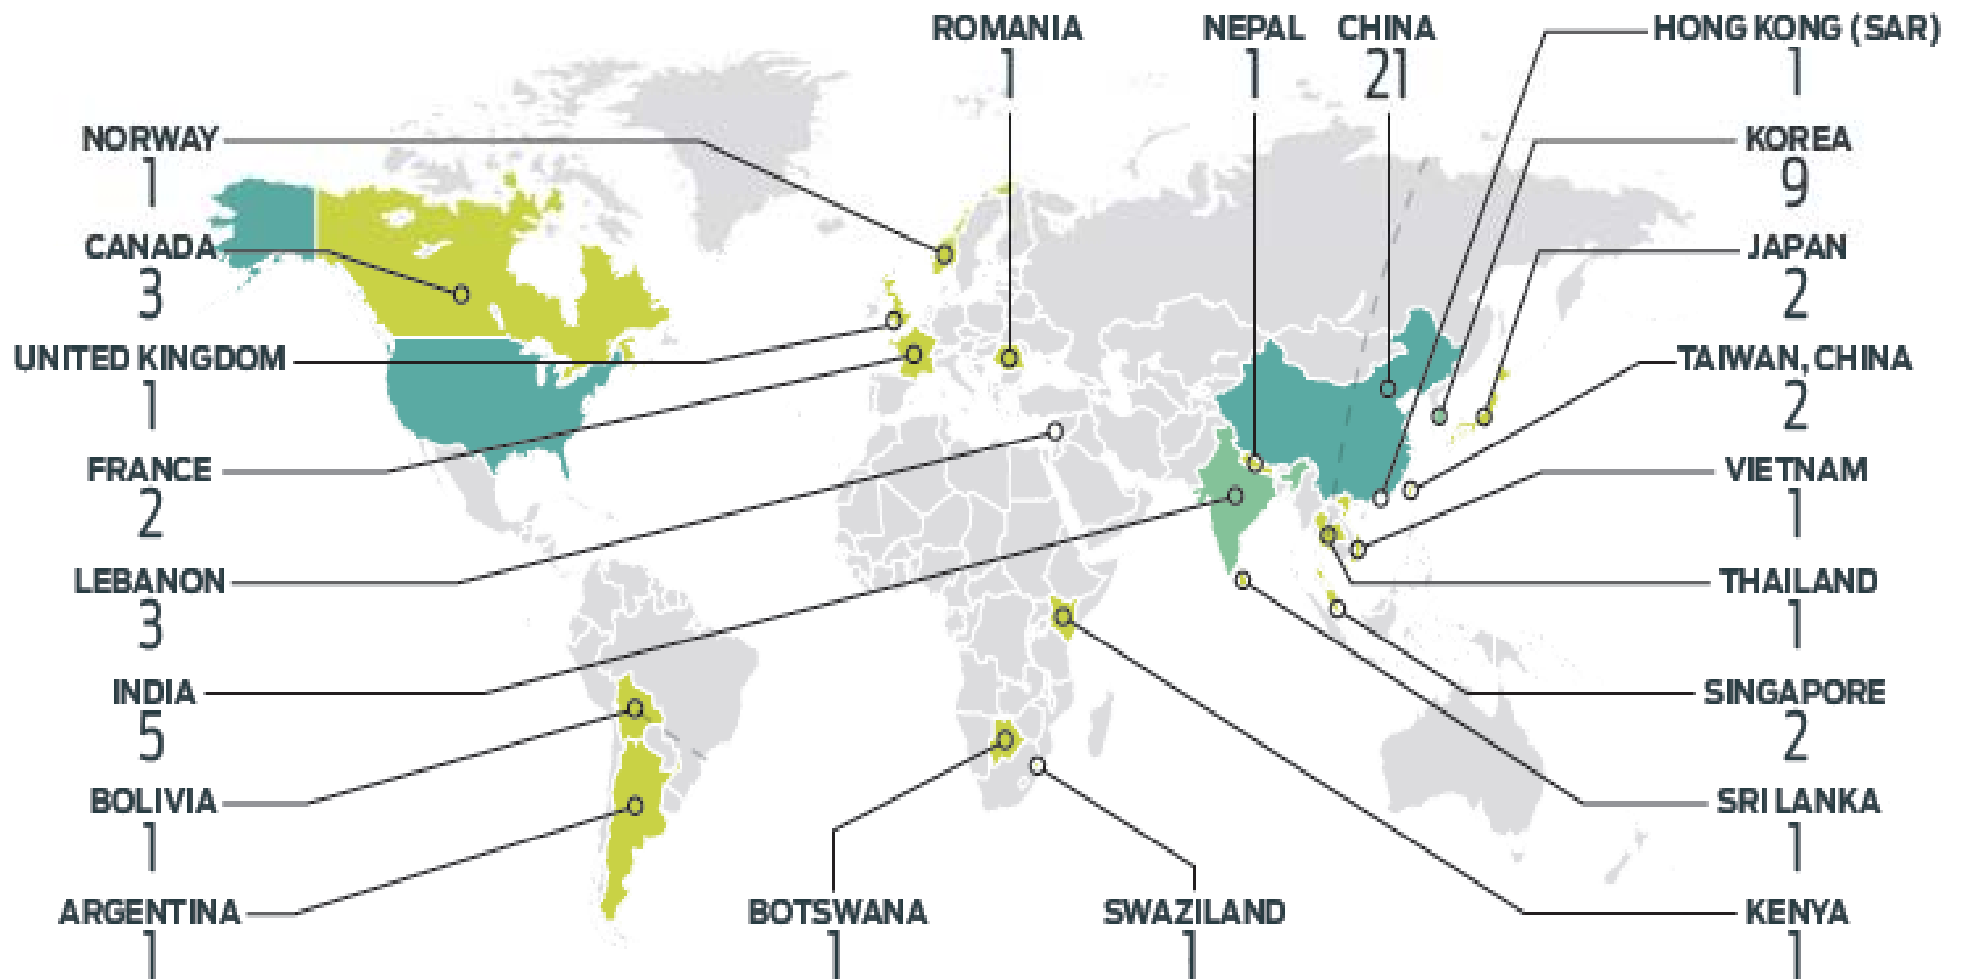 ROMANIA
1
NEPAL
1
CHINA
21
HONG KONG (SAR)
1
NORWAY
1
KOREA
9
CANADA
3
JAPAN
2
UNITED KINGDOM
1
TAIWAN, CHINA
2
FRANCE
2
VIETNAM
1
LEBANON
3
THAILAND
1
INDIA
5
SINGAPORE
2
BOLIVIA
1
SRI LANKA
1
ARGENTINA
1
BOTSWANA
1
SWAZILAND
1
KENYA
1